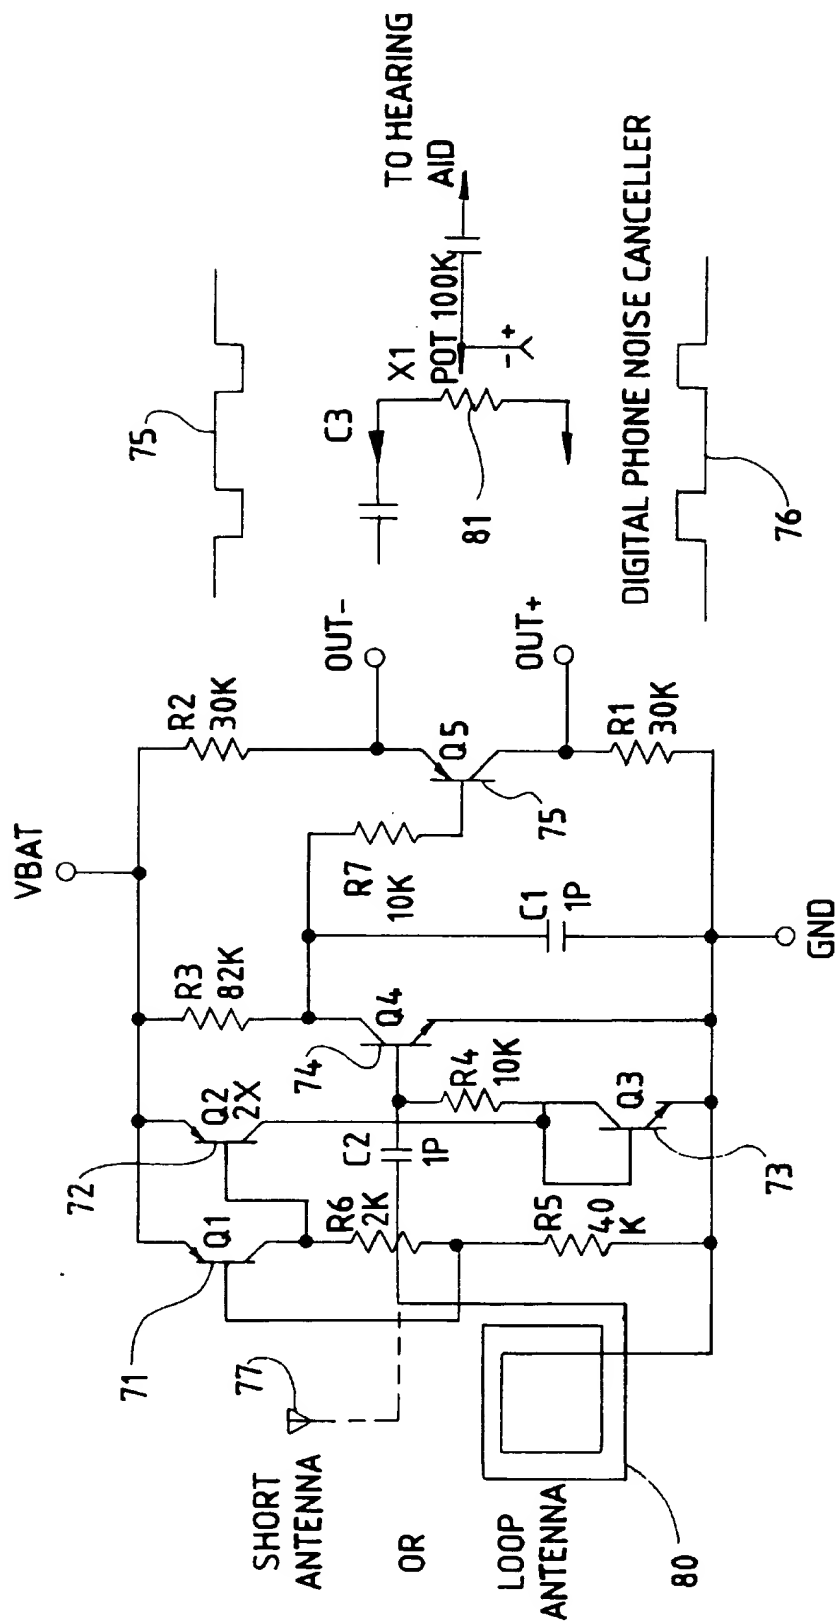 SHORT
ANTENNA
77
OR
LOOP
ANTENNA
80
71
Q1
72
Q2
2X
R6
2K
C2
1P
R5
40
K
VBAT
R3
82K
74
Q4
R4
10K
Q3
73
R7
10K
C1
1P
GND
R2
30K
OUT-
Q5
75
OUT+
R1
30K
75
C3
X1
POT 100K
81
- +
TO HEARING
AID
DIGITAL PHONE NOISE CANCELLER
76